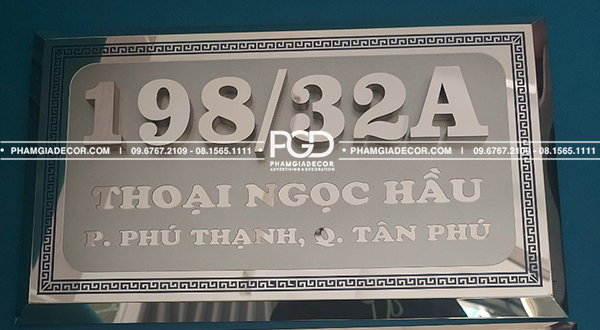 198/32A
PGD
• PHAMGIADECOR.COM | 09.6767.2109 - 08.1565.1111 •
PHAMGIADECOR
ADVERTISING & DECORATION
• PHAMGIADECOR.COM | 09.6767.2109 - 08.1565.1111 •
THOẠI NGỌC HẦU
P. PHÚ THẠNH, Q. TÂN PHÚ